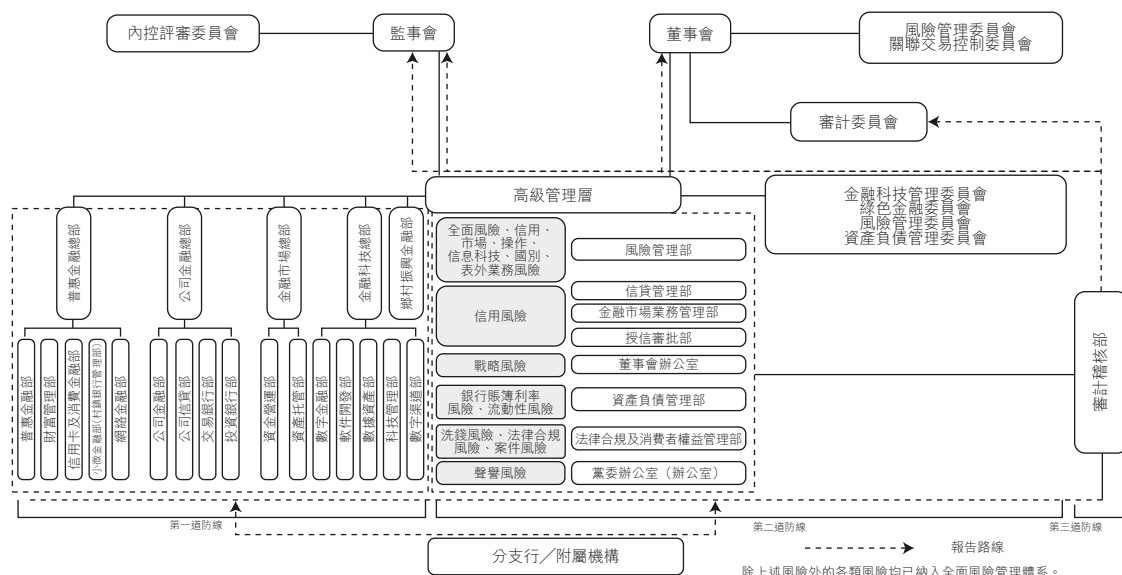 內控評審委員會
監事會
董事會
風險管理委員會
關聯交易控制委員會
審計委員會
高級管理層
金融科技管理委員會
綠色金融委員會
風險管理委員會
資產負債管理委員會
普惠金融總部
公司金融總部
金融市場總部
金融科技總部
鄉村振興金融部
全面風險、信用、
市場、操作、
信息科技、國別、
表外業務風險
風險管理部
信用風險
信貸管理部
金融市場業務管理部
授信審批部
戰略風險
董事會辦公室
銀行賬簿利率
風險、流動性風險
資產負債管理部
洗錢風險、法律合規
風險、案件風險
法律合規及消費者權益管理部
聲譽風險
黨委辦公室（辦公室）
普惠金融部
財富管理部
信用卡及消費金融部
小微金融部(村鎮銀行管理部)
網絡金融部
公司金融部
公司信貸部
交易銀行部
投資銀行部
資金營運部
資產托管部
數字金融部
軟件開發部
數據資產部
科技管理部
數字渠道部
審計稽核部
第一道防線
第二道防線
第三道防線
分支行／附屬機構
報告路線
除上述風險外的各類風險均已納入全面風險管理體系。